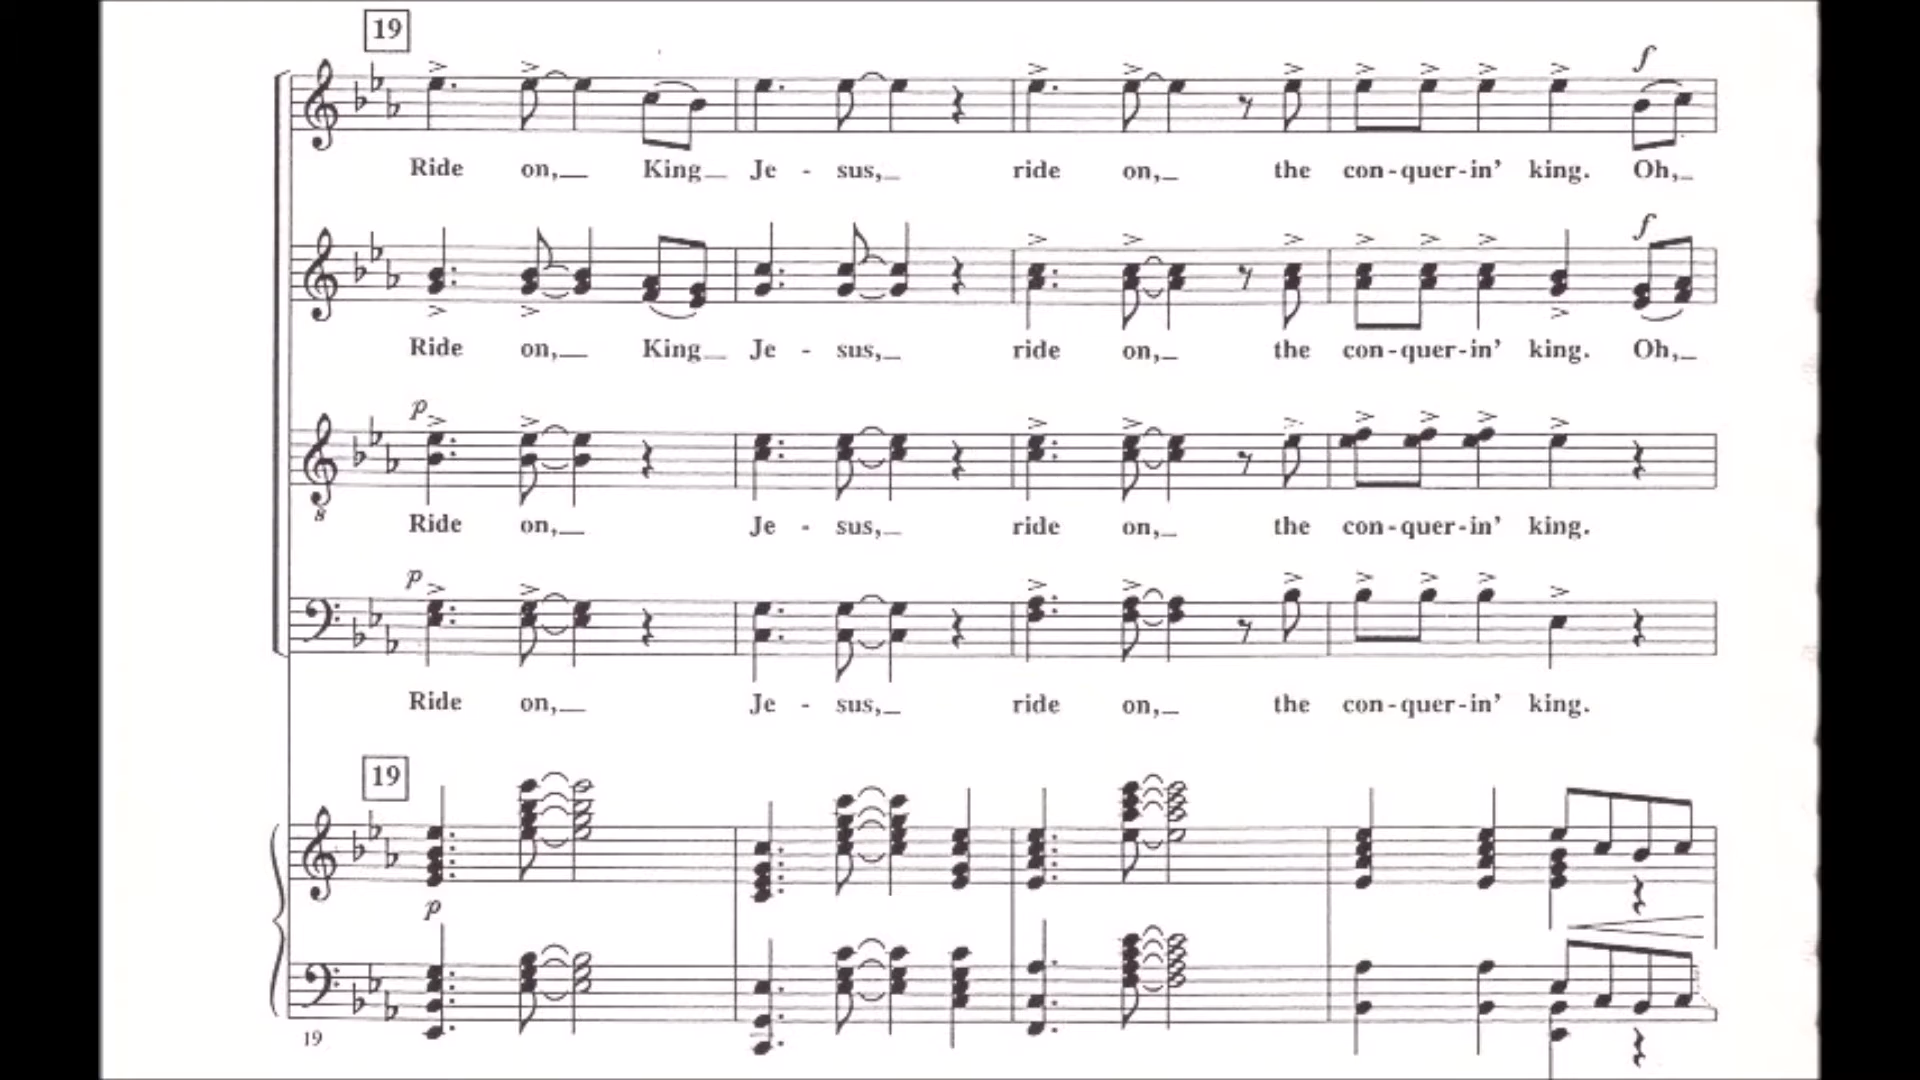 19
f
Ride on, King Je - sus, ride on, the con - quer - in' king. Oh,
f
Ride on, King Je - sus, ride on, the con - quer - in' king. Oh,
p
8
Ride on, Je - sus, ride on, the con - quer - in' king.
p
Ride on, Je - sus, ride on, the con - quer - in' king.
19
p
19